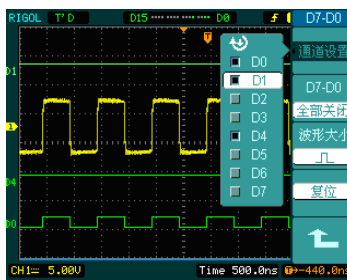 RIGOL T'D D15 D0 f
D7-D0
通道设置
D0
D1
D2
D3
D4
D5
D6
D7
D7-D0
全部关闭
波形大小
复位
D1
1
D4
D0
CH1 5.00V Time 500.0ns T→-440.0ns